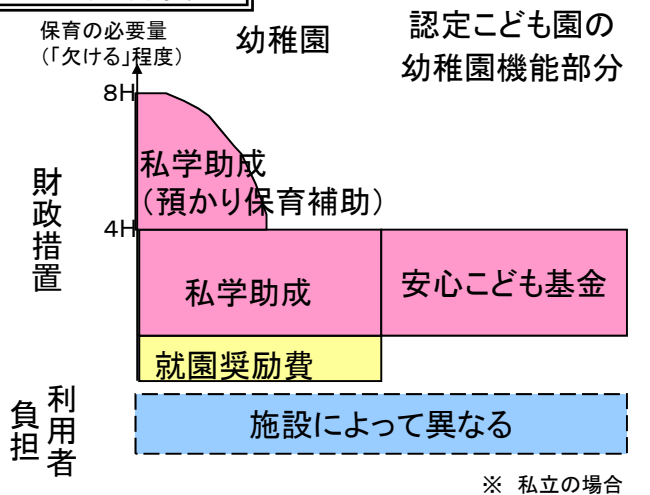 保育の必要量
(「欠ける」程度)
幼稚園
認定こども園の
幼稚園機能部分
8H
私学助成
(預かり保育補助)
4H
財政措置
私学助成
安心こども基金
就園奨励費
利用者
負担
施設によって異なる
※ 私立の場合